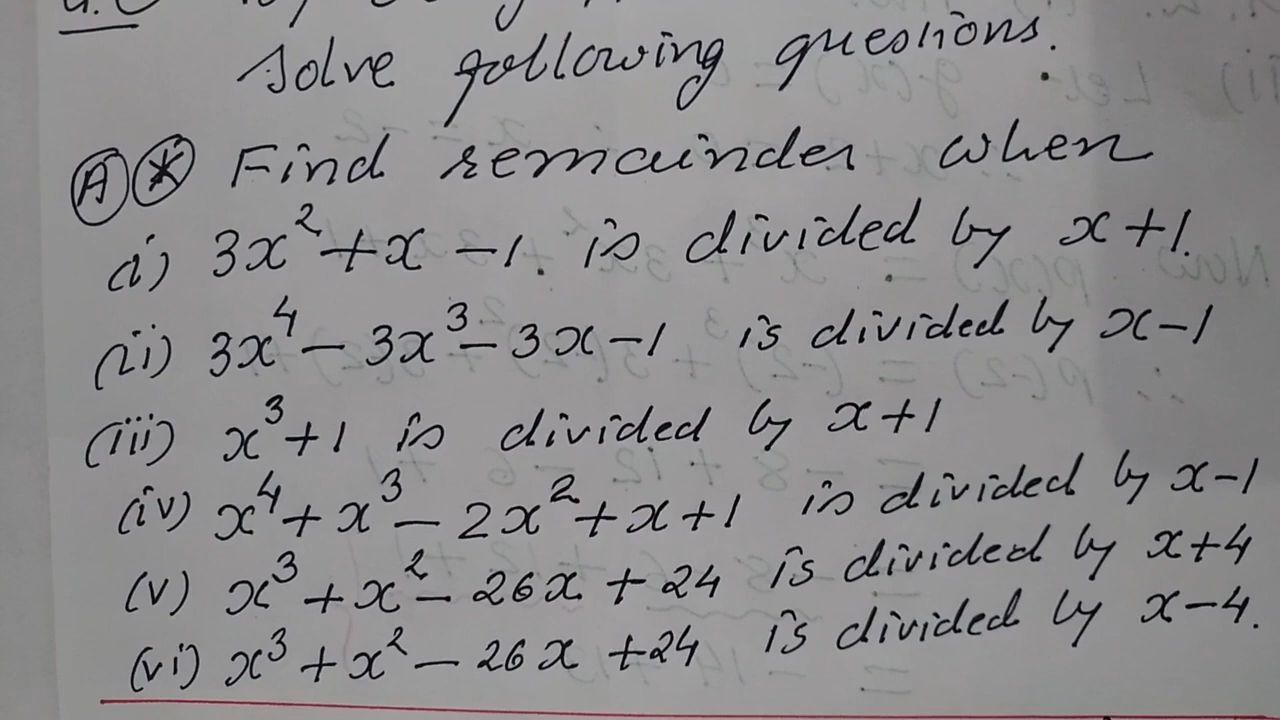 solve following questions.
(A) (*) Find remainder when
(i) 3x² + x - 1. is divided by x + 1.
(ii) 3x⁴ - 3x³ - 3x - 1 is divided by x - 1
(iii) x³ + 1 is divided by x + 1
(iv) x⁴ + x³ - 2x² + x + 1 is divided by x - 1
(v) x³ + x² - 26x + 24 is divided by x + 4
(vi) x³ + x² - 26x + 24 is divided by x - 4.